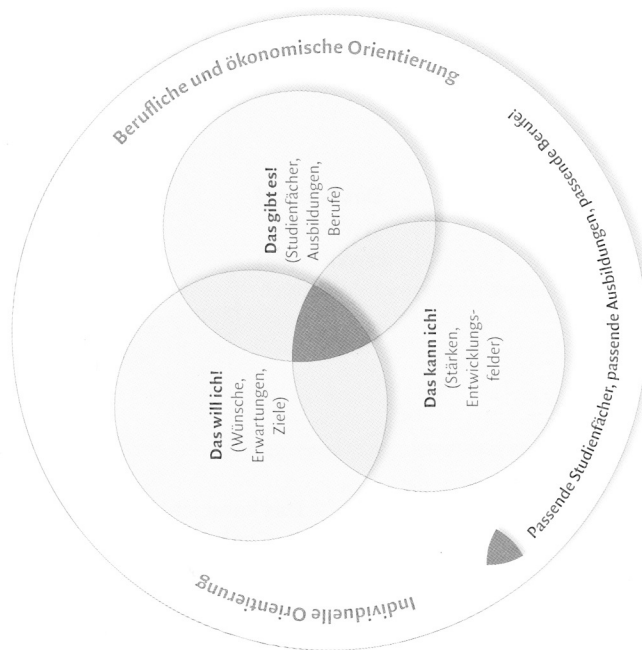 Individuelle Orientierung
Berufliche und ökonomische Orientierung
Das will ich!
(Wünsche,
Erwartungen,
Ziele)
Das gibt es!
(Studienfächer,
Ausbildungen,
Berufe)
Das kann ich!
(Stärken,
Entwicklungs-
felder)
Passende Studienfächer, passende Ausbildungen, passende Berufe!